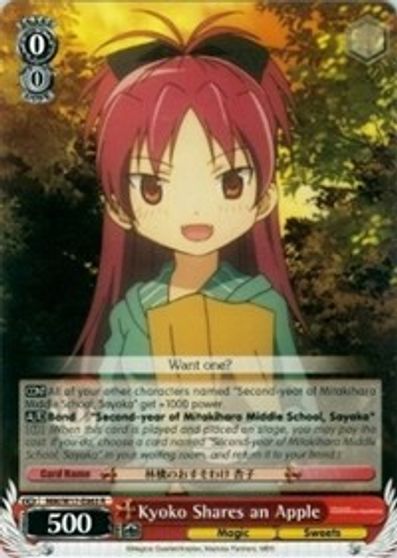 0
0
Want one?
CONT All of your other characters named "Second-year of Mitakihara
Middle School, Sayaka" get +1000 power.
AUTO Bond / "Second-year of Mitakihara Middle School, Sayaka"
When this card is played and placed on stage, you may pay the
cost. If you do, choose a card named "Second-year of Mitakihara
Middle School, Sayaka" in your waiting room, and return it to your hand.
Card Name 林檎のおすそわけ 杏子
Kyoko Shares an Apple
500
Magic Sweets